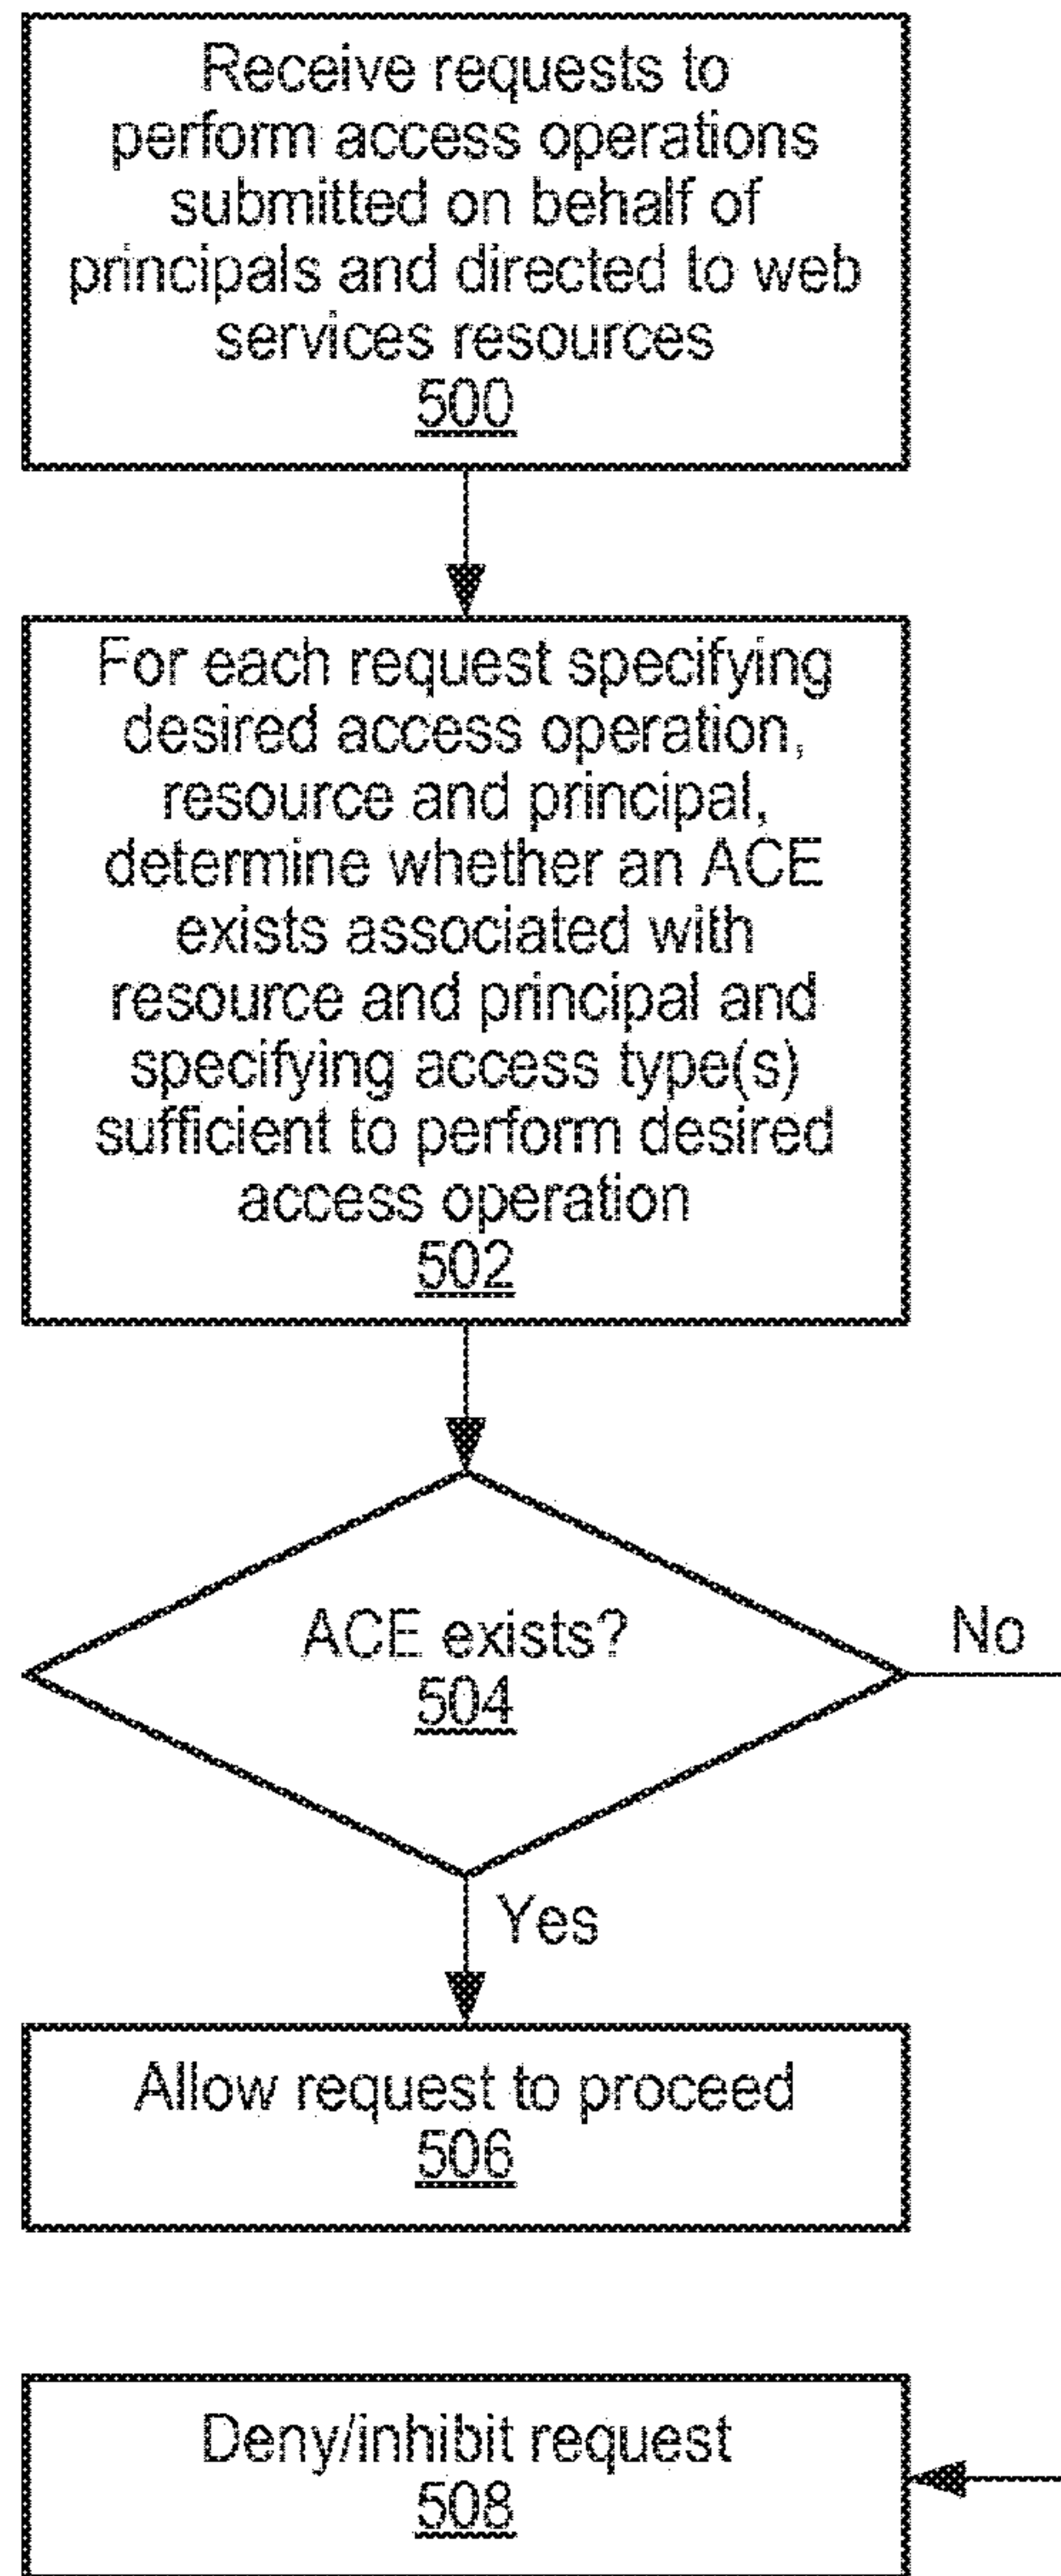 Receive requests to
perform access operations
submitted on behalf of
principals and directed to web
services resources
500
For each request specifying
desired access operation,
resource and principal,
determine whether an ACE
exists associated with
resource and principal and
specifying access type(s)
sufficient to perform desired
access operation
502
ACE exists?
504
No
Yes
Allow request to proceed
506
Deny/inhibit request
508